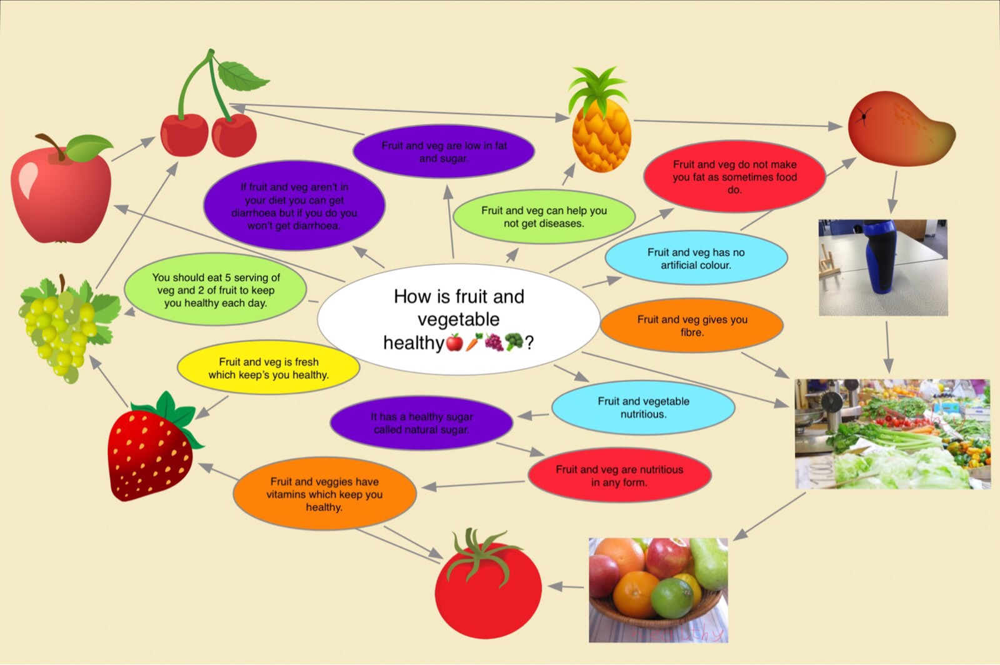 How is fruit and
vegetable
healthy🍎🥕🍇🥦?
Fruit and veg are low in fat
and sugar.
If fruit and veg aren't in
your diet you can get
diarrhoea but if you do you
won't get diarrhoea.
Fruit and veg can help you
not get diseases.
Fruit and veg do not make
you fat as sometimes food
do.
Fruit and veg has no
artificial colour.
You should eat 5 serving of
veg and 2 of fruit to keep
you healthy each day.
Fruit and veg gives you
fibre.
Fruit and veg is fresh
which keep's you healthy.
Fruit and vegetable
nutritious.
It has a healthy sugar
called natural sugar.
Fruit and veg are nutritious
in any form.
Fruit and veggies have
vitamins which keep you
healthy.